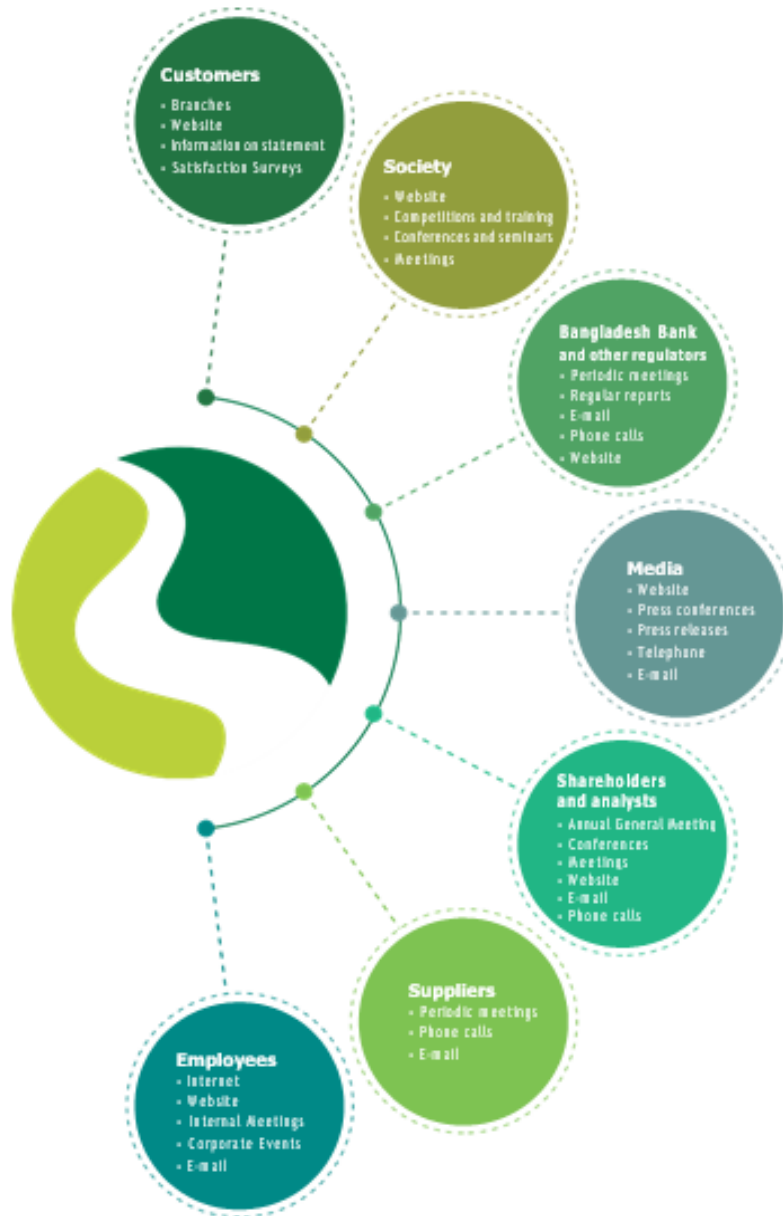 Customers
• Branches
• Website
• Information on statement
• Satisfaction Surveys
Society
• Website
• Competitions and training
• Conferences and seminars
• Meetings
Bangladesh Bank
and other regulators
• Periodic meetings
• Regular reports
• E-mail
• Phone calls
• Website
Media
• Website
• Press conferences
• Press releases
• Telephone
• E-mail
Shareholders
and analysts
• Annual General Meeting
• Conferences
• Meetings
• Website
• E-mail
• Phone calls
Suppliers
• Periodic meetings
• Phone calls
• E-mail
Employees
• Internet
• Website
• Internal Meetings
• Corporate Events
• E-mail